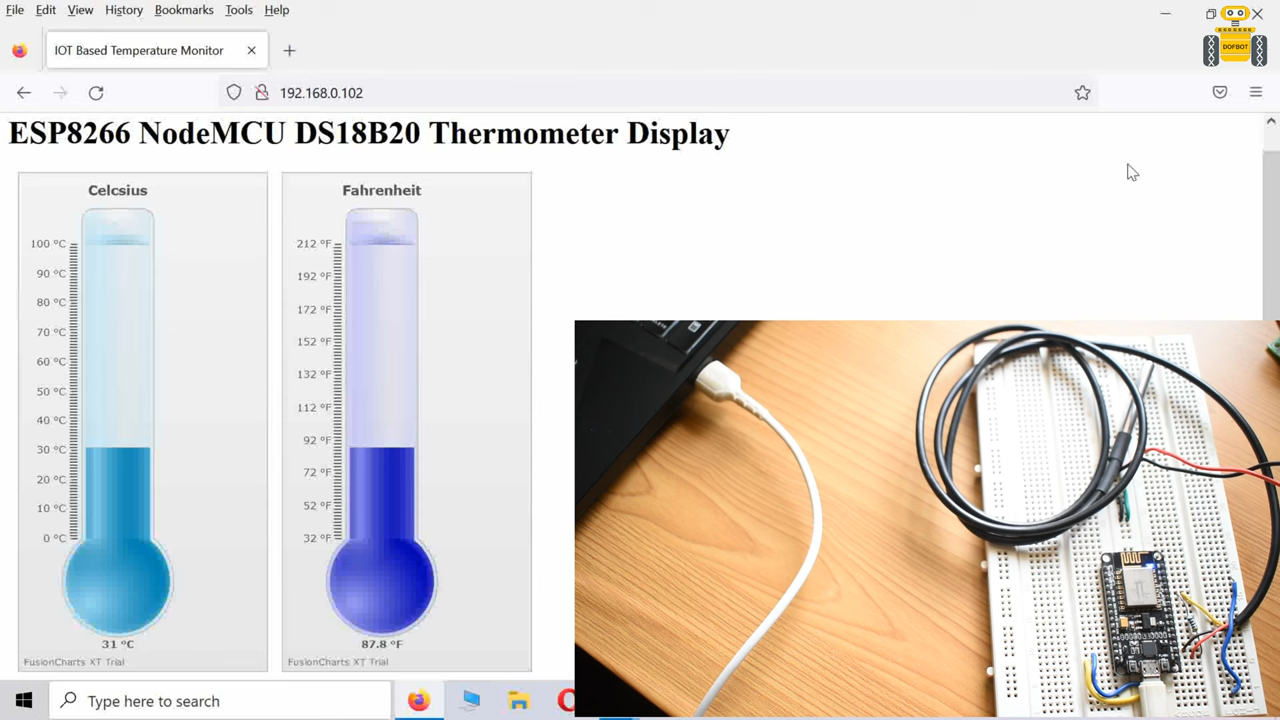 File Edit View History Bookmarks Tools Help
DOFBOT
IOT Based Temperature Monitor
192.168.0.102
ESP8266 NodeMCU DS18B20 Thermometer Display
Celcsius
100 °C
90 °C
80 °C
70 °C
60 °C
50 °C
40 °C
30 °C
20 °C
10 °C
0 °C
31 °C
FusionCharts XT Trial
Fahrenheit
212 °F
192 °F
172 °F
152 °F
132 °F
112 °F
92 °F
72 °F
52 °F
32 °F
87.8 °F
FusionCharts XT Trial
Type here to search